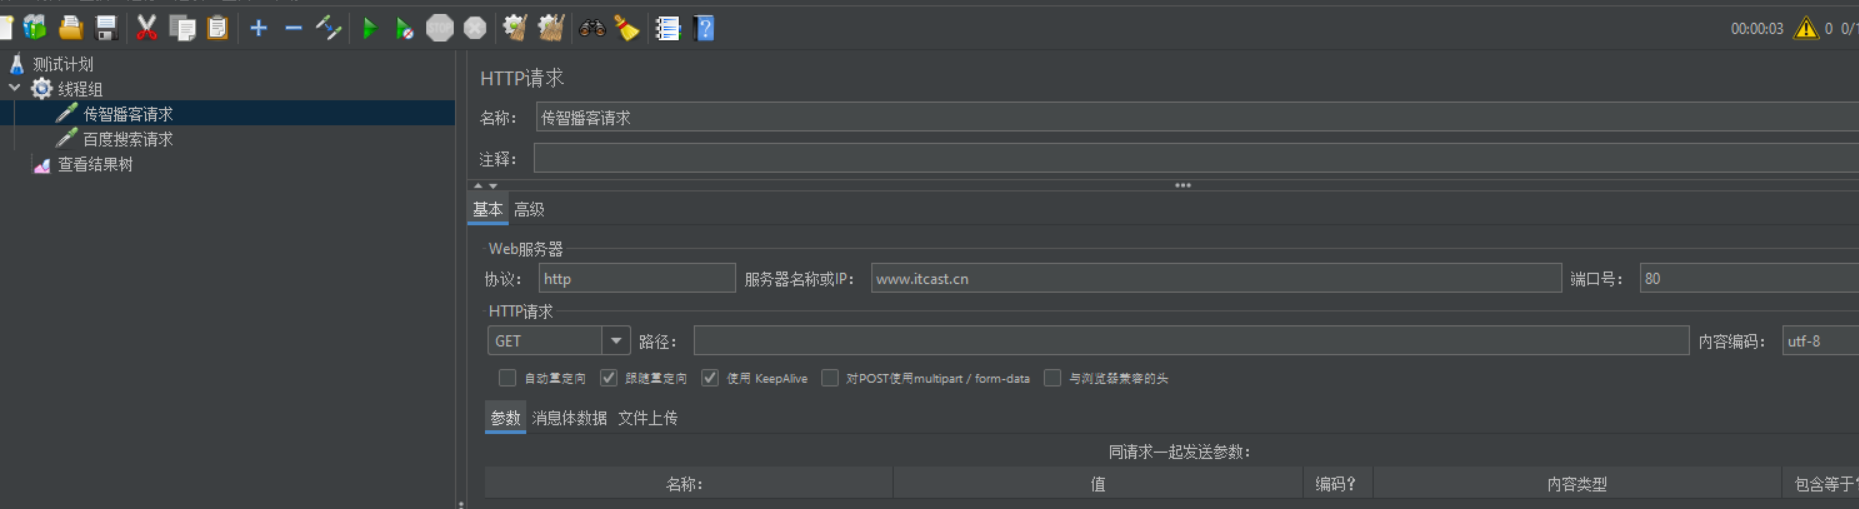 STOP
00:00:03 0 0/1
测试计划
线程组
传智播客请求
百度搜索请求
查看结果树
HTTP请求
名称: 传智播客请求
注释:
基本 高级
Web服务器
协议: http 服务器名称或IP: www.itcast.cn 端口号: 80
HTTP请求
GET 路径: 内容编码: utf-8
自动重定向 跟随重定向 使用 KeepAlive 对POST使用multipart / form-data 与浏览器兼容的头
参数 消息体数据 文件上传
同请求一起发送参数:
名称: 值 编码? 内容类型 包含等于?